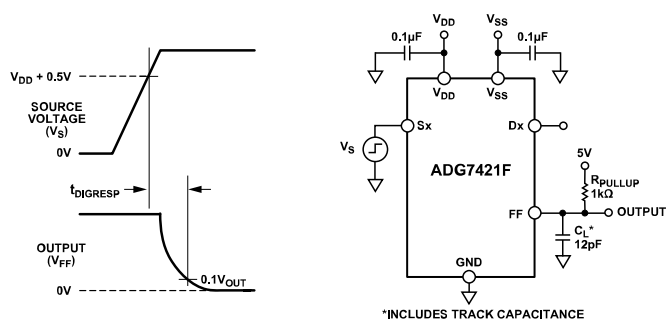 V_DD + 0.5V
SOURCE
VOLTAGE
(V_S)
0V
t_DIGRESP
OUTPUT
(V_FF)
0.1V_OUT
0V
V_DD
V_SS
0.1µF
0.1µF
V_DD
V_SS
Sx
Dx
V_S
ADG7421F
5V
R_PULLUP
1kΩ
FF
OUTPUT
C_L*
12pF
GND
*INCLUDES TRACK CAPACITANCE